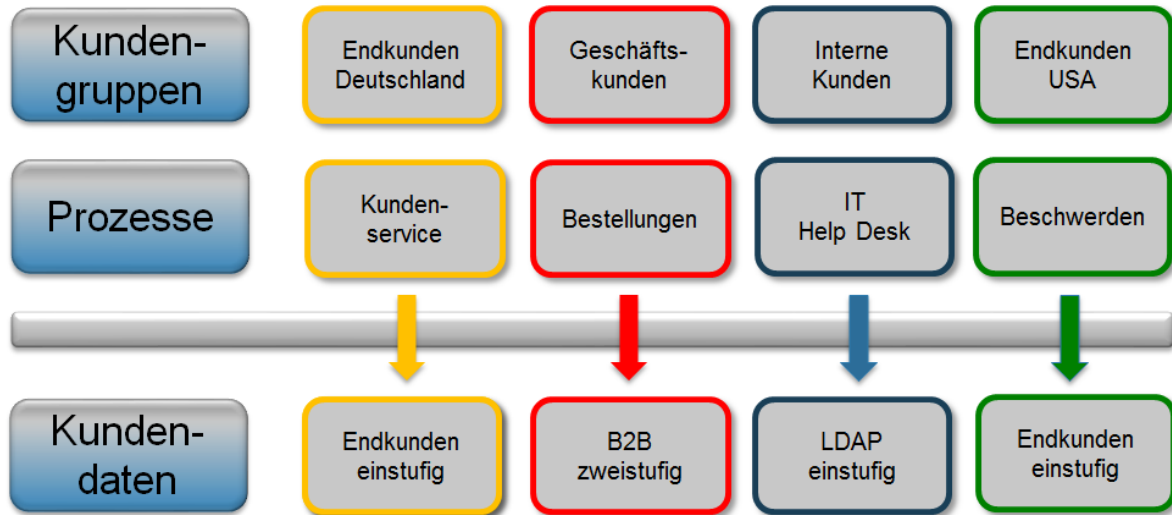 Kunden-
gruppen
Endkunden
Deutschland
Geschäfts-
kunden
Interne
Kunden
Endkunden
USA
Prozesse
Kunden-
service
Bestellungen
IT
Help Desk
Beschwerden
Kunden-
daten
Endkunden
einstufig
B2B
zweistufig
LDAP
einstufig
Endkunden
einstufig